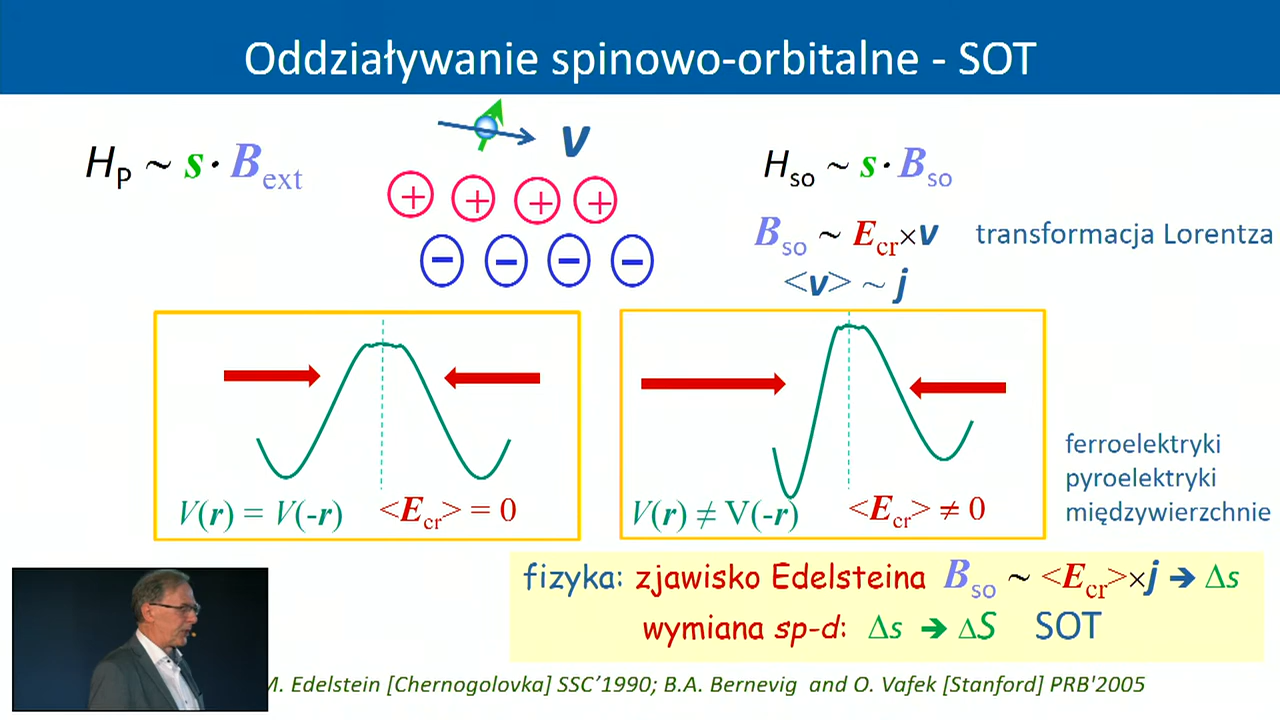 Oddziaływanie spinowo-orbitalne - SOT
H_P ~ s · B_ext
v
H_so ~ s · B_so
B_so ~ E_cr × v transformacja Lorentza
<v> ~ j
+ + + +
− − − −
V(r) = V(-r) <E_cr> = 0
V(r) ≠ V(-r) <E_cr> ≠ 0
ferroelektryki
pyroelektryki
międzywierzchnie
fizyka: zjawisko Edelsteina B_so ~ <E_cr>×j ➔ Δs
wymiana sp-d: Δs ➔ ΔS SOT
M. Edelstein [Chernogolovka] SSC’1990; B.A. Bernevig and O. Vafek [Stanford] PRB'2005